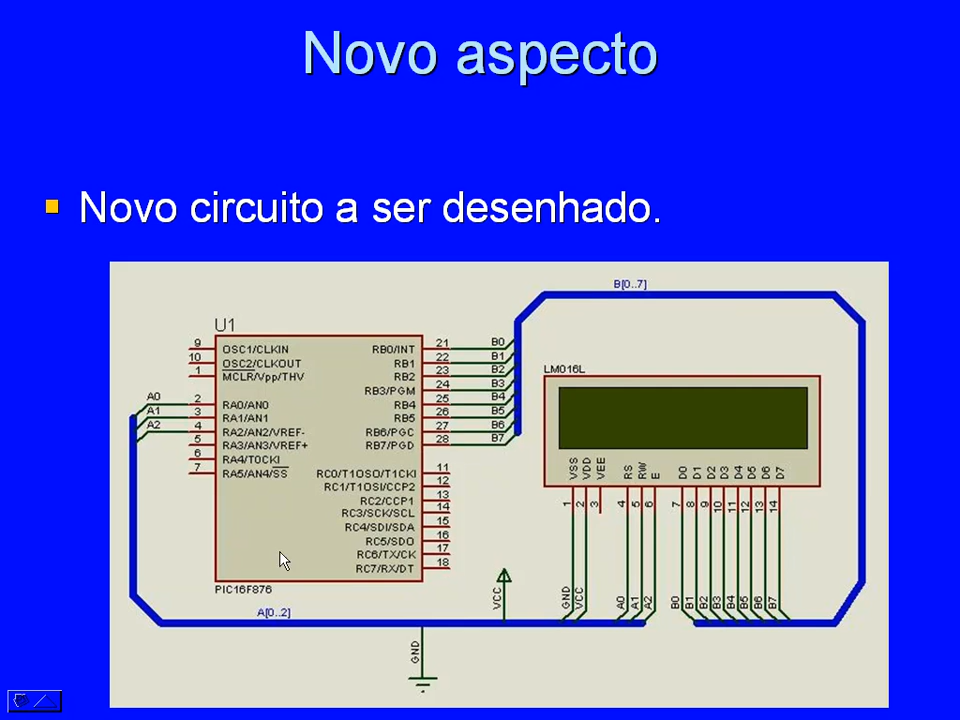 Novo aspecto
Novo circuito a ser desenhado.
B[0..7]
U1
9 OSC1/CLKIN
10 OSC2/CLKOUT
1 MCLR/Vpp/THV
A0 2 RA0/AN0
A1 3 RA1/AN1
A2 4 RA2/AN2/VREF-
5 RA3/AN3/VREF+
6 RA4/T0CKI
7 RA5/AN4/SS
RB0/INT 21 B0
RB1 22 B1
RB2 23 B2
RB3/PGM 24 B3
RB4 25 B4
RB5 26 B5
RB6/PGC 27 B6
RB7/PGD 28 B7
RC0/T1OSO/T1CKI 11
RC1/T1OSI/CCP2 12
RC2/CCP1 13
RC3/SCK/SCL 14
RC4/SDI/SDA 15
RC5/SDO 16
RC6/TX/CK 17
RC7/RX/DT 18
PIC16F876
A[0..2]
LM016L
VSS VDD VEE RS RW E D0 D1 D2 D3 D4 D5 D6 D7
1 2 3 4 5 6 7 8 9 10 11 12 13 14
VCC
GND VCC A0 A1 A2 B0 B1 B2 B3 B4 B5 B6 B7
GND